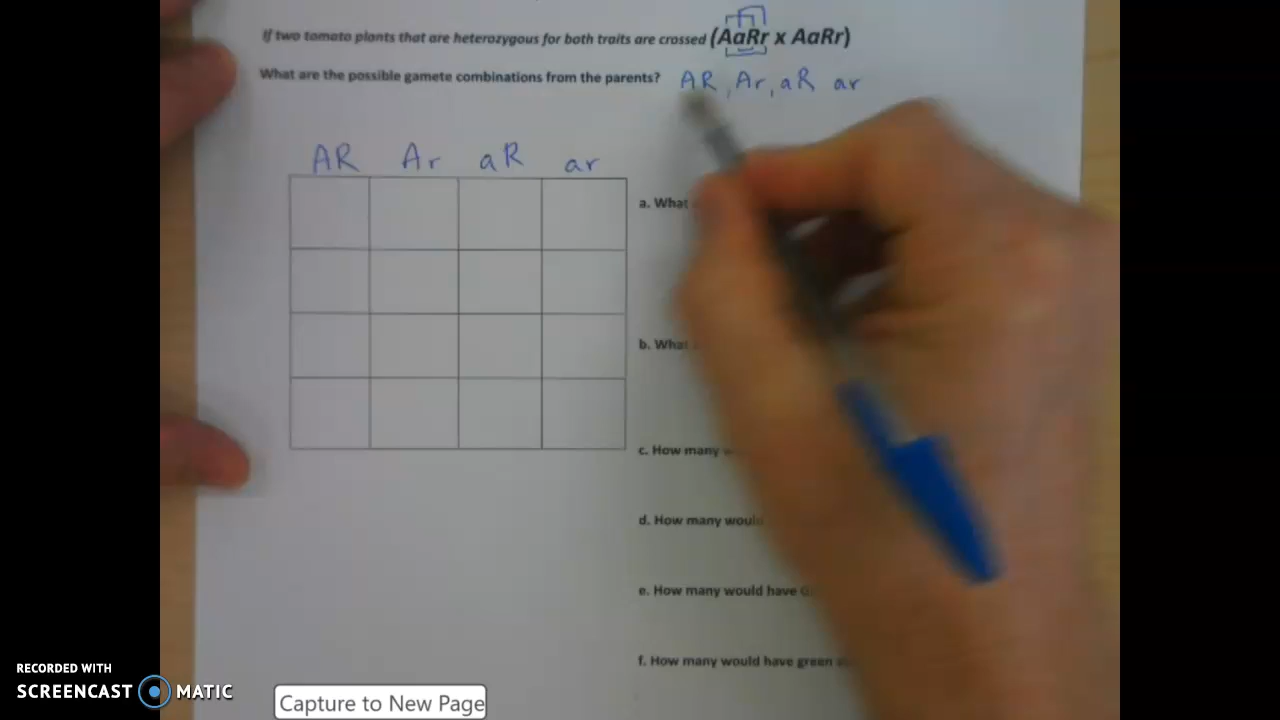 If two tomato plants that are heterozygous for both traits are crossed (AaRr x AaRr)
What are the possible gamete combinations from the parents? AR, Ar, aR ar
AR Ar aR ar
a. What
b. What
c. How many
d. How many would
e. How many would have
f. How many would have green
RECORDED WITH
SCREENCAST MATIC
Capture to New Page